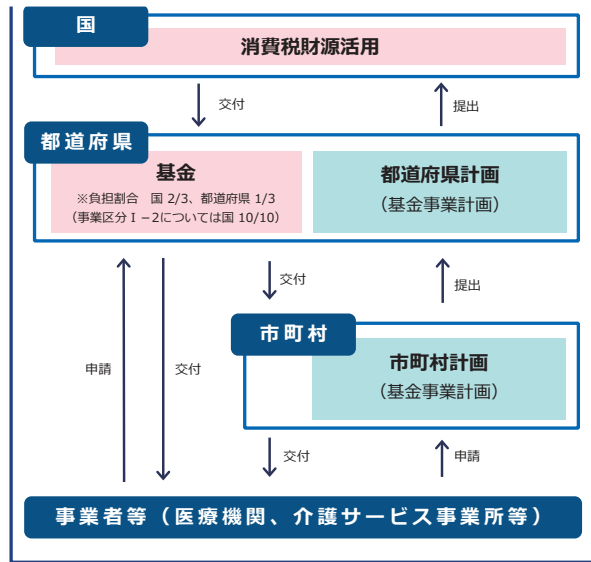 国
消費税財源活用
交付
提出
都道府県
基金
※負担割合 国 2/3、都道府県 1/3
(事業区分Ⅰ−2については国 10/10)
都道府県計画
(基金事業計画)
交付
提出
市町村
市町村計画
(基金事業計画)
申請
交付
交付
申請
事業者等(医療機関、介護サービス事業所等)